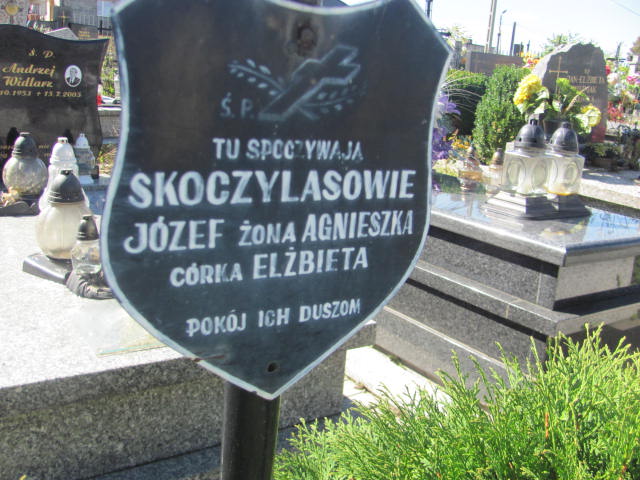 Ś. P.
TU SPOCZYWAJĄ
SKOCZYLASOWIE
JÓZEF ŻONA AGNIESZKA
CÓRKA ELŻBIETA
POKÓJ ICH DUSZOM
Ś. P.
Andrzej
Widlarz